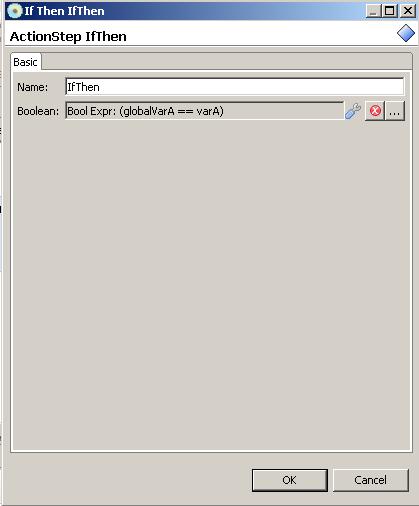 If Then IfThen
ActionStep IfThen
Basic
Name: IfThen
Boolean: Bool Expr: (globalVarA == varA) ...
OK Cancel